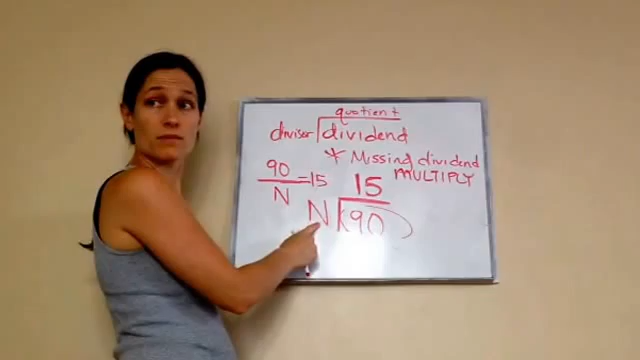 quotient
divisor dividend
* Missing dividend
MULTIPLY
90
N
=15
15
N 90